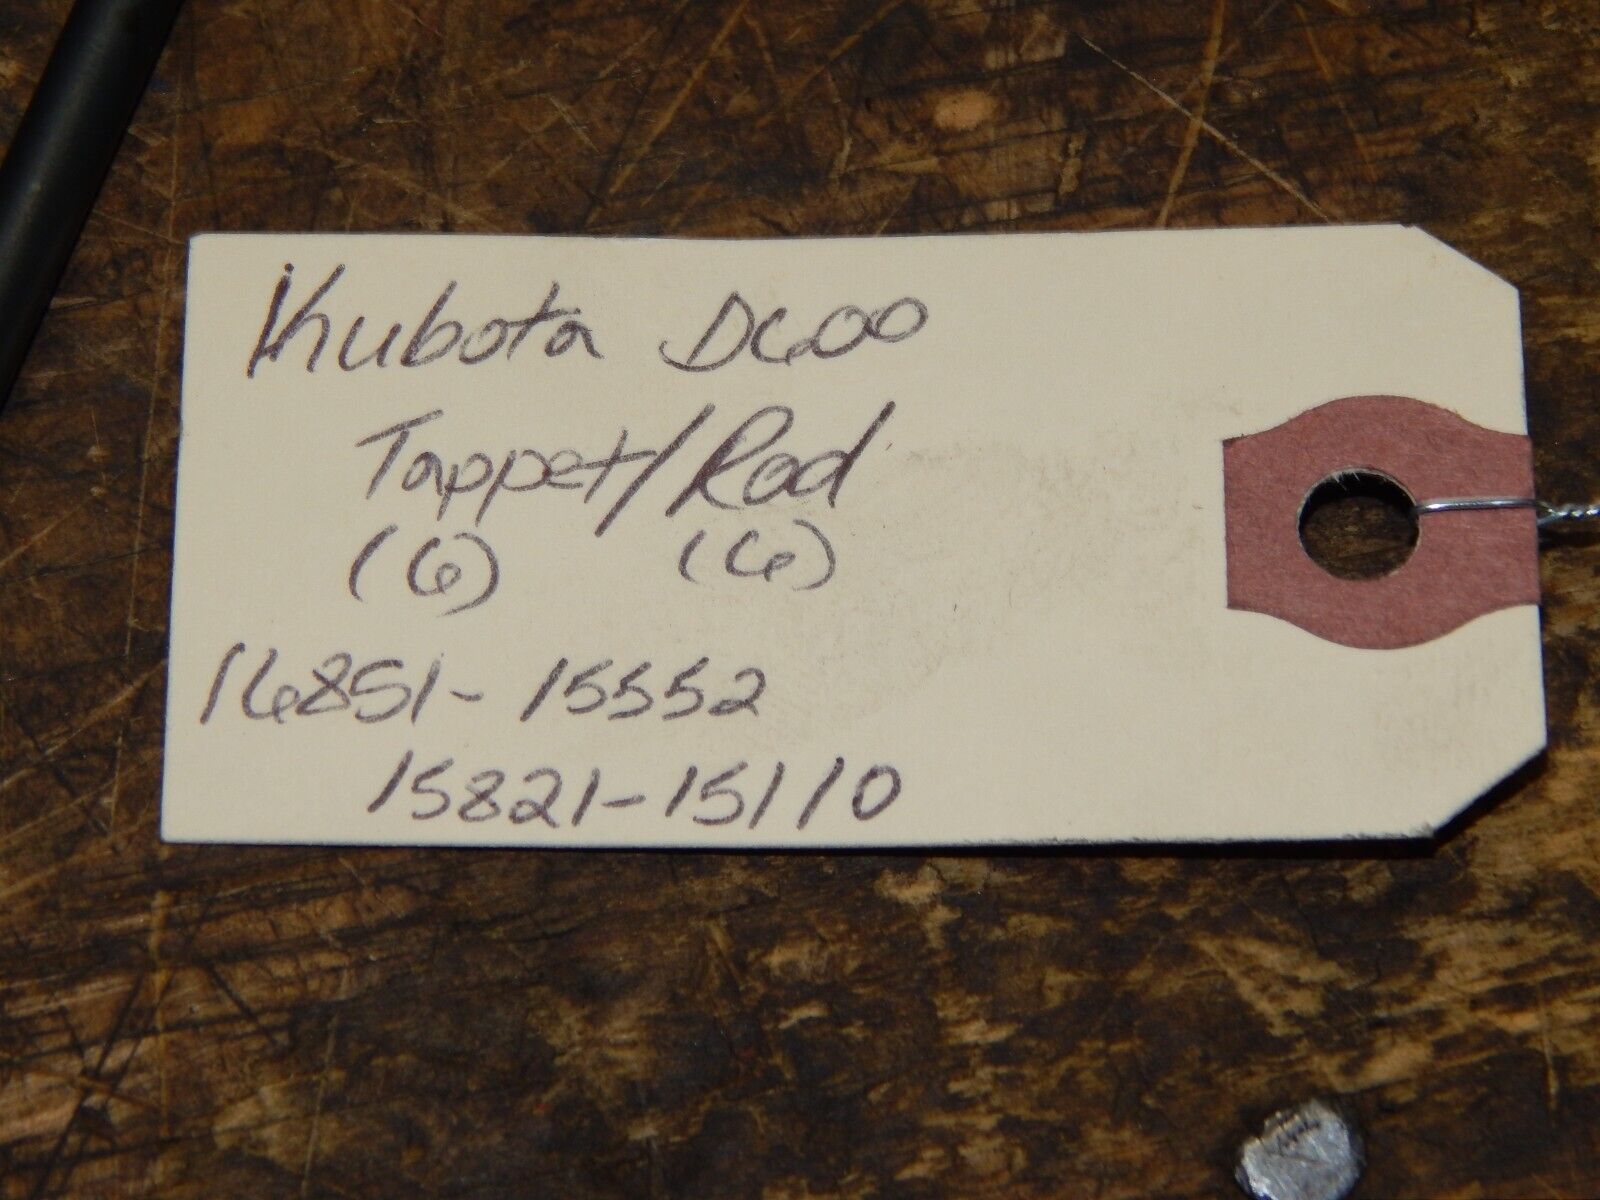 Kubota D600
Tappet/Rod
(6) (6)
16851-15552
15821-15110